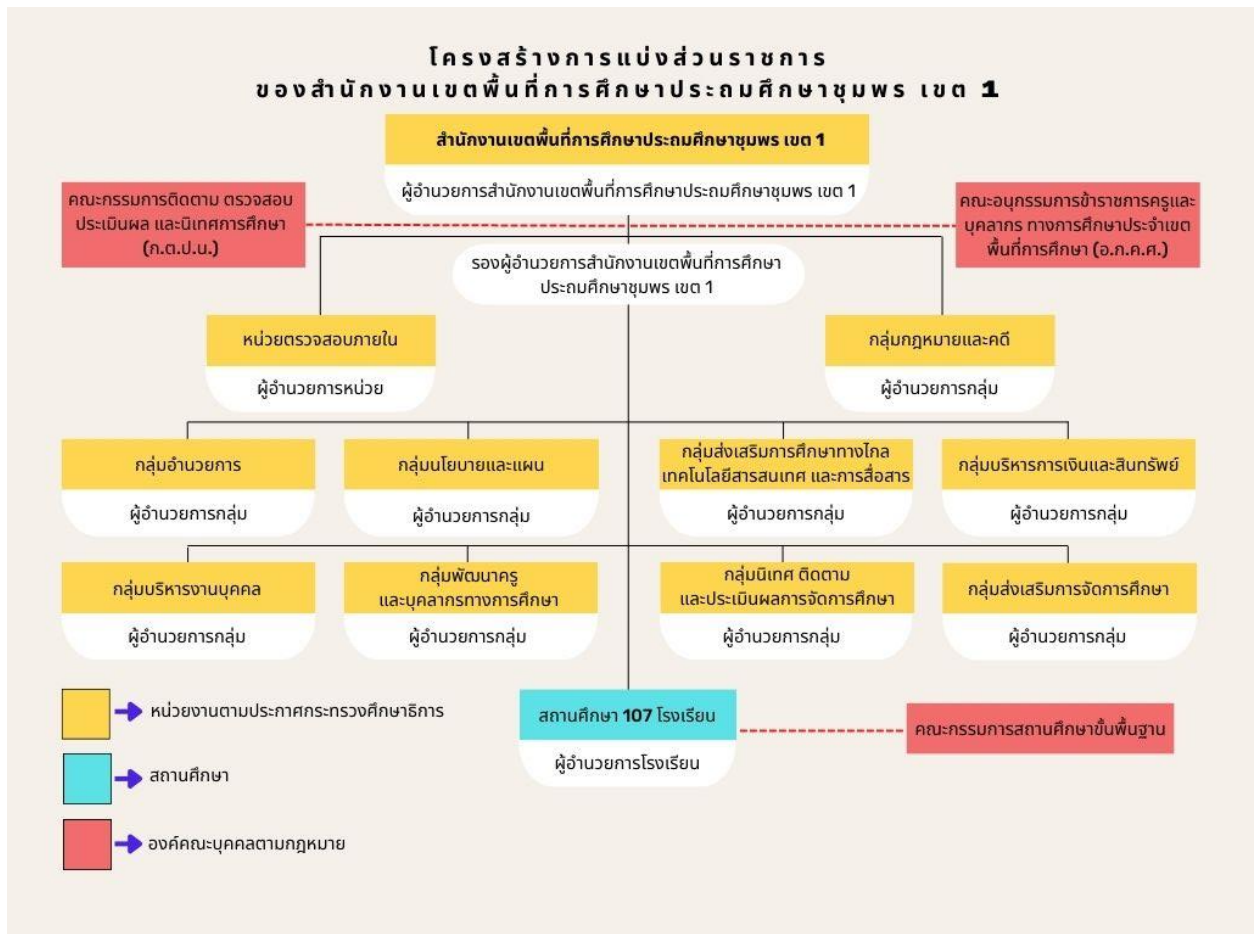 โครงสร้างการแบ่งส่วนราชการ
ของสำนักงานเขตพื้นที่การศึกษาประถมศึกษาชุมพร เขต 1
สำนักงานเขตพื้นที่การศึกษาประถมศึกษาชุมพร เขต 1
ผู้อำนวยการสำนักงานเขตพื้นที่การศึกษาประถมศึกษาชุมพร เขต 1
คณะกรรมการติดตาม ตรวจสอบ
ประเมินผล และนิเทศการศึกษา
(ก.ต.ป.น.)
คณะอนุกรรมการข้าราชการครูและ
บุคลากร ทางการศึกษาประจำเขต
พื้นที่การศึกษา (อ.ก.ค.ศ.)
รองผู้อำนวยการสำนักงานเขตพื้นที่การศึกษา
ประถมศึกษาชุมพร เขต 1
หน่วยตรวจสอบภายใน
ผู้อำนวยการหน่วย
กลุ่มกฎหมายและคดี
ผู้อำนวยการกลุ่ม
กลุ่มอำนวยการ
ผู้อำนวยการกลุ่ม
กลุ่มนโยบายและแผน
ผู้อำนวยการกลุ่ม
กลุ่มส่งเสริมการศึกษาทางไกล
เทคโนโลยีสารสนเทศ และการสื่อสาร
ผู้อำนวยการกลุ่ม
กลุ่มบริหารการเงินและสินทรัพย์
ผู้อำนวยการกลุ่ม
กลุ่มบริหารงานบุคคล
ผู้อำนวยการกลุ่ม
กลุ่มพัฒนาครู
และบุคลากรทางการศึกษา
ผู้อำนวยการกลุ่ม
กลุ่มนิเทศ ติดตาม
และประเมินผลการจัดการศึกษา
ผู้อำนวยการกลุ่ม
กลุ่มส่งเสริมการจัดการศึกษา
ผู้อำนวยการกลุ่ม
หน่วยงานตามประกาศกระทรวงศึกษาธิการ
สถานศึกษา
องค์คณะบุคคลตามกฎหมาย
สถานศึกษา 107 โรงเรียน
ผู้อำนวยการโรงเรียน
คณะกรรมการสถานศึกษาขั้นพื้นฐาน